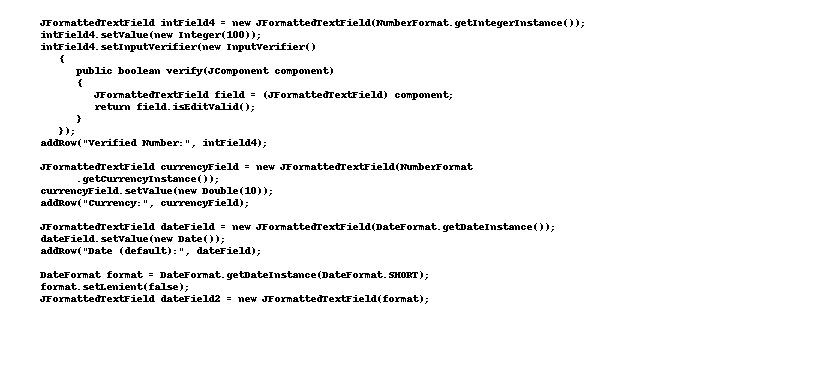 JFormattedTextField intField4 = new JFormattedTextField(NumberFormat.getIntegerInstance());
intField4.setValue(new Integer(100));
intField4.setInputVerifier(new InputVerifier()
   {
      public boolean verify(JComponent component)
      {
         JFormattedTextField field = (JFormattedTextField) component;
         return field.isEditValid();
      }
   });
addRow("Verified Number:", intField4);

JFormattedTextField currencyField = new JFormattedTextField(NumberFormat
      .getCurrencyInstance());
currencyField.setValue(new Double(10));
addRow("Currency:", currencyField);

JFormattedTextField dateField = new JFormattedTextField(DateFormat.getDateInstance());
dateField.setValue(new Date());
addRow("Date (default):", dateField);

DateFormat format = DateFormat.getDateInstance(DateFormat.SHORT);
format.setLenient(false);
JFormattedTextField dateField2 = new JFormattedTextField(format);